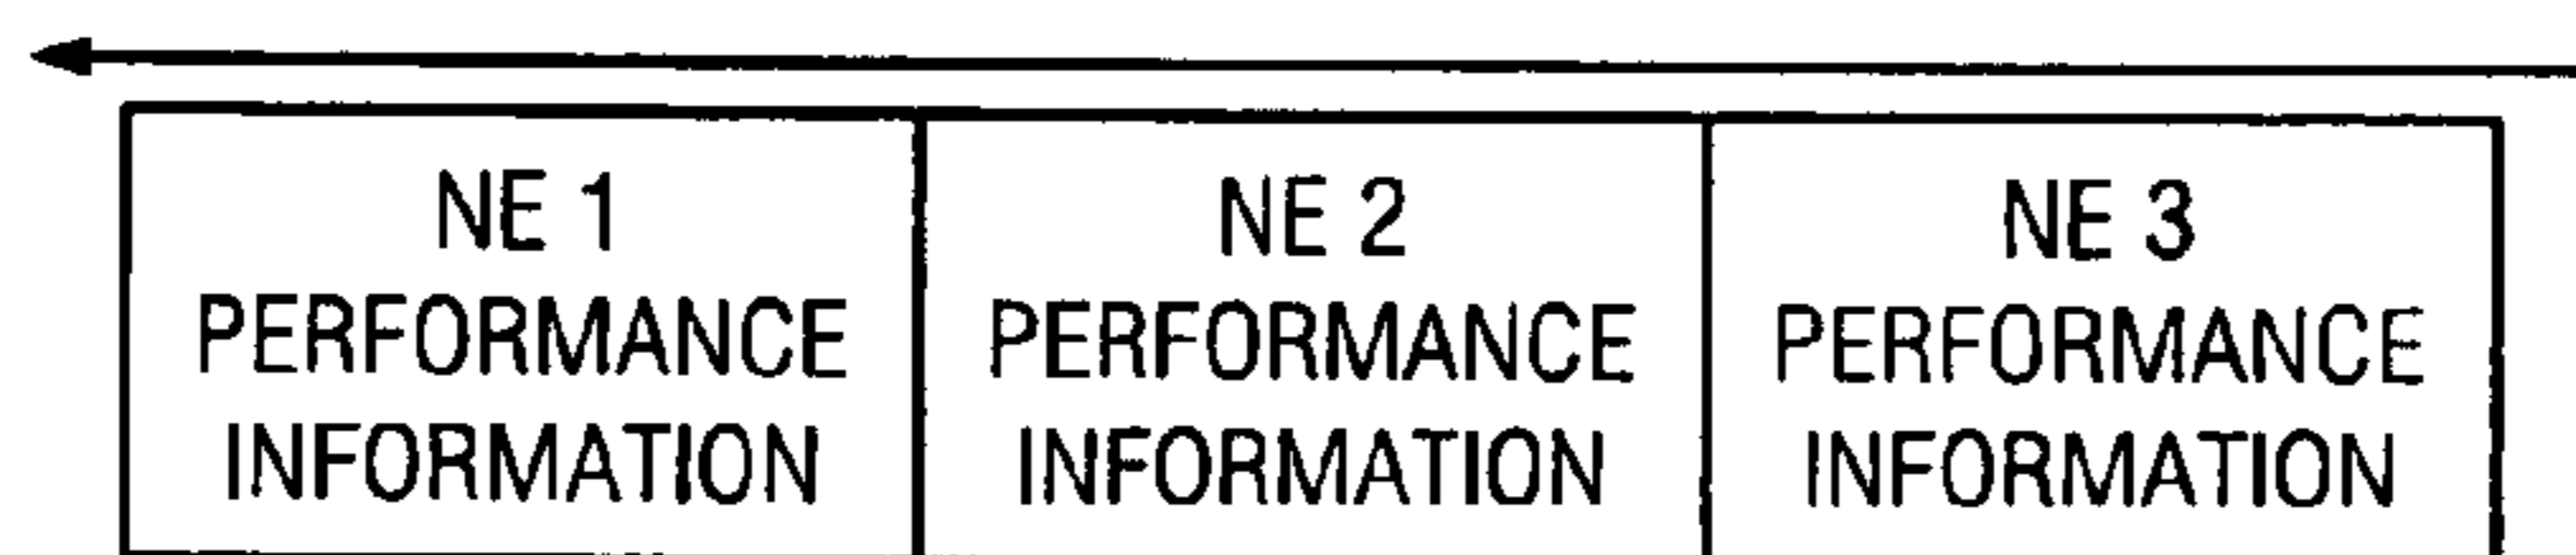 NE 1
PERFORMANCE
INFORMATION
NE 2
PERFORMANCE
INFORMATION
NE 3
PERFORMANCE
INFORMATION